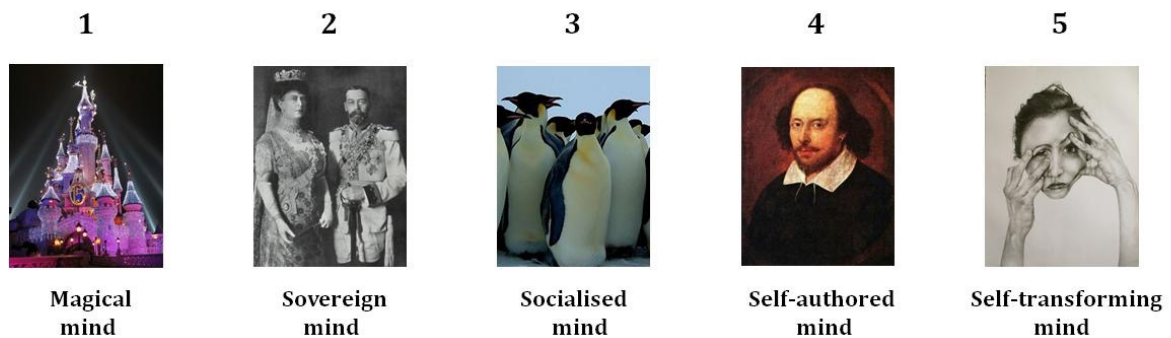 1
2
3
4
5
Magical
mind
Sovereign
mind
Socialised
mind
Self-authored
mind
Self-transforming
mind